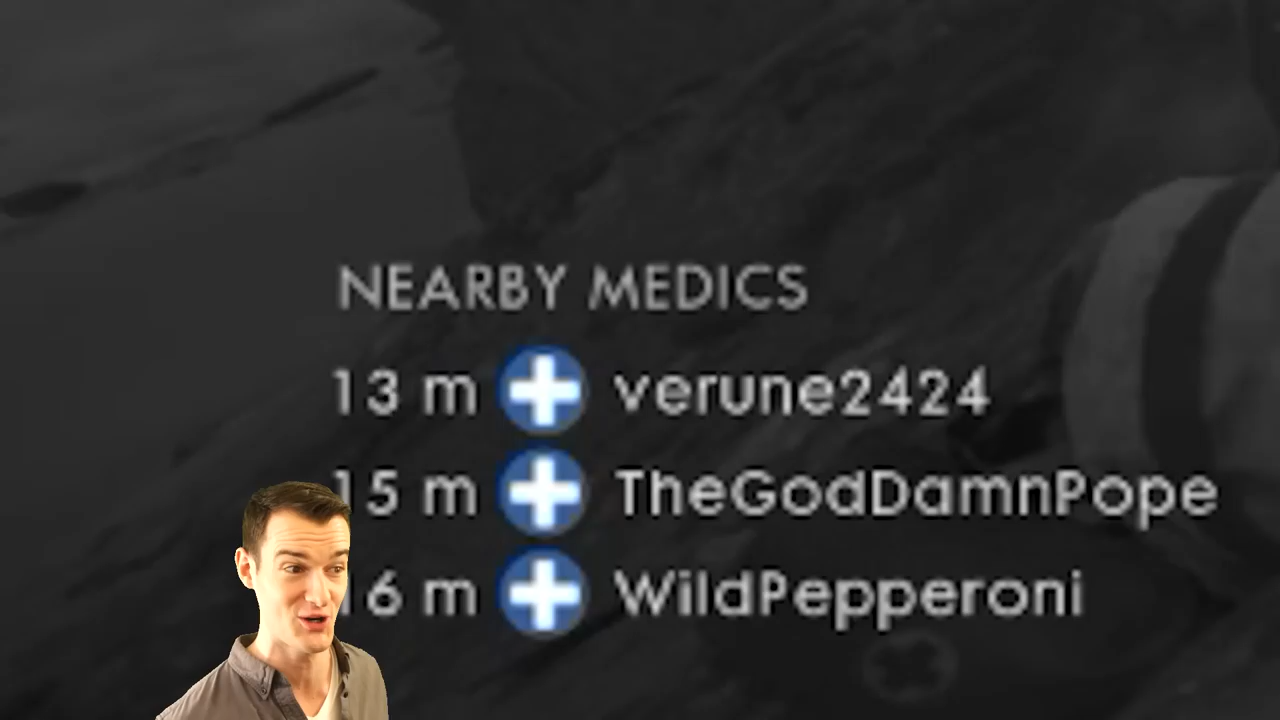 NEARBY MEDICS
13 m verune2424
15 m TheGodDamnPope
16 m WildPepperoni